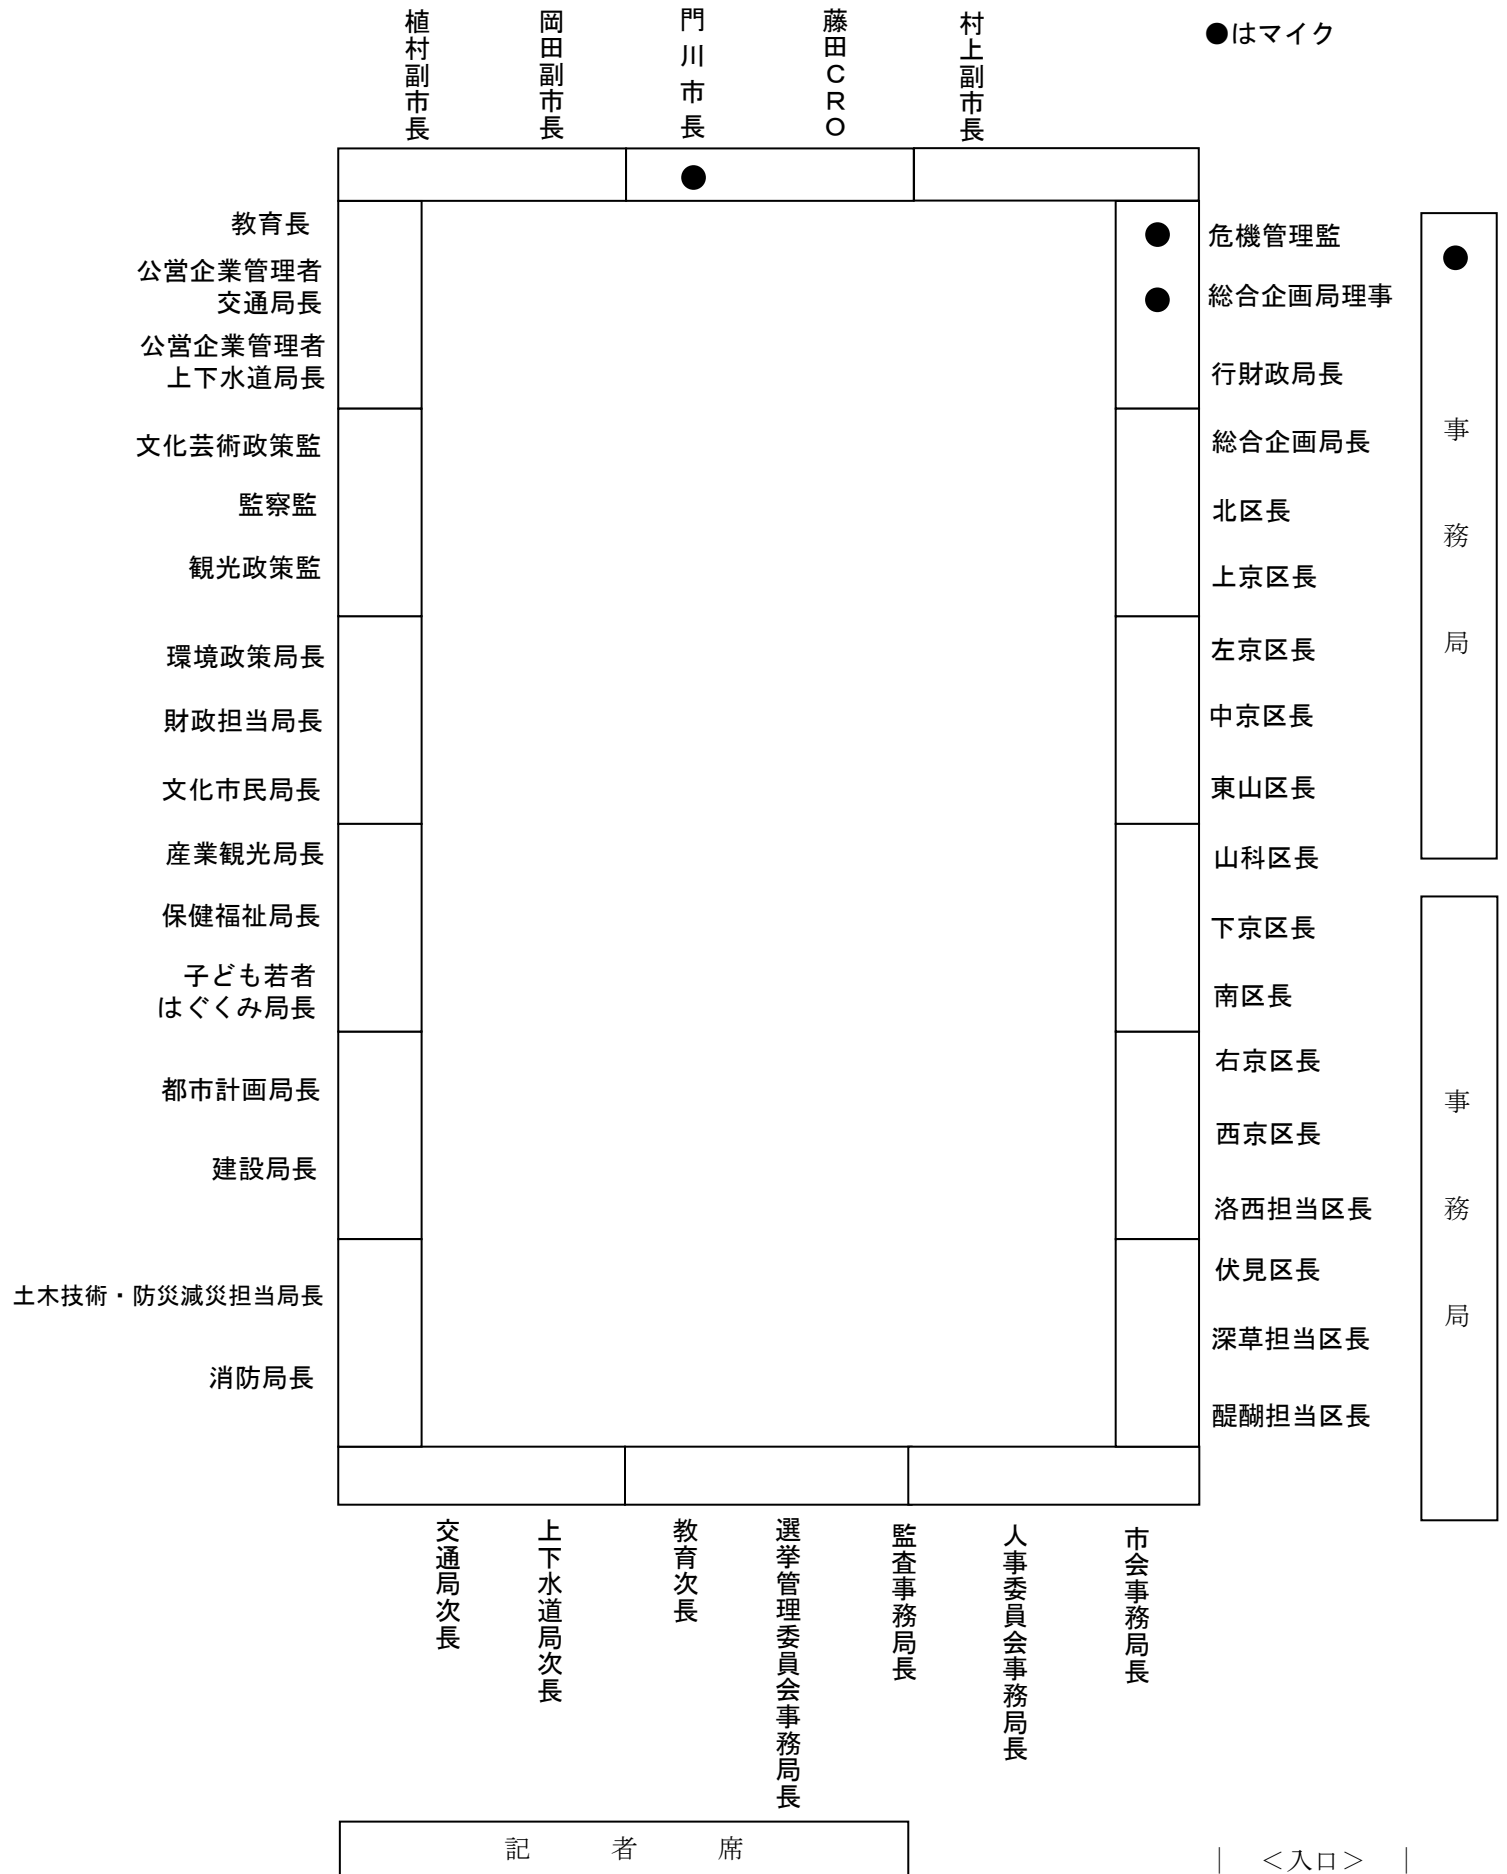 ●はマイク
植村副市長
岡田副市長
門川市長
藤田CRO
村上副市長
教育長
公営企業管理者
交通局長
公営企業管理者
上下水道局長
文化芸術政策監
監察監
観光政策監
環境政策局長
財政担当局長
文化市民局長
産業観光局長
保健福祉局長
子ども若者
はぐくみ局長
都市計画局長
建設局長
土木技術・防災減災担当局長
消防局長
危機管理監
総合企画局理事
行財政局長
総合企画局長
北区長
上京区長
左京区長
中京区長
東山区長
山科区長
下京区長
南区長
右京区長
西京区長
洛西担当区長
伏見区長
深草担当区長
醍醐担当区長
事務局
事務局
交通局次長
上下水道局次長
教育次長
選挙管理委員会事務局長
監査事務局長
人事委員会事務局長
市会事務局長
記者席
｜ ＜入口＞ ｜